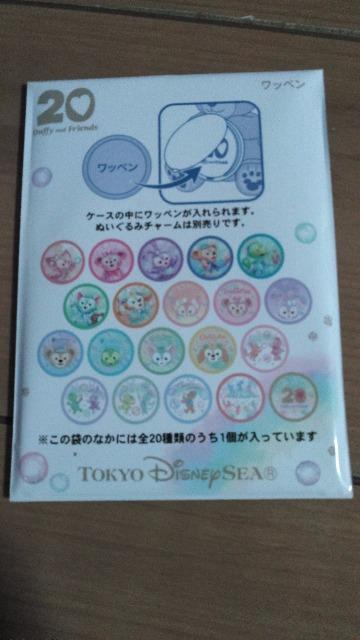 ワッペン
20
Duffy and Friends
ワッペン
20
ケースの中にワッペンが入れられます。
ぬいぐるみチャームは別売りです。
20
※この袋のなかには全20種類のうち1個が入っています
TOKYO DISNEYSEA®